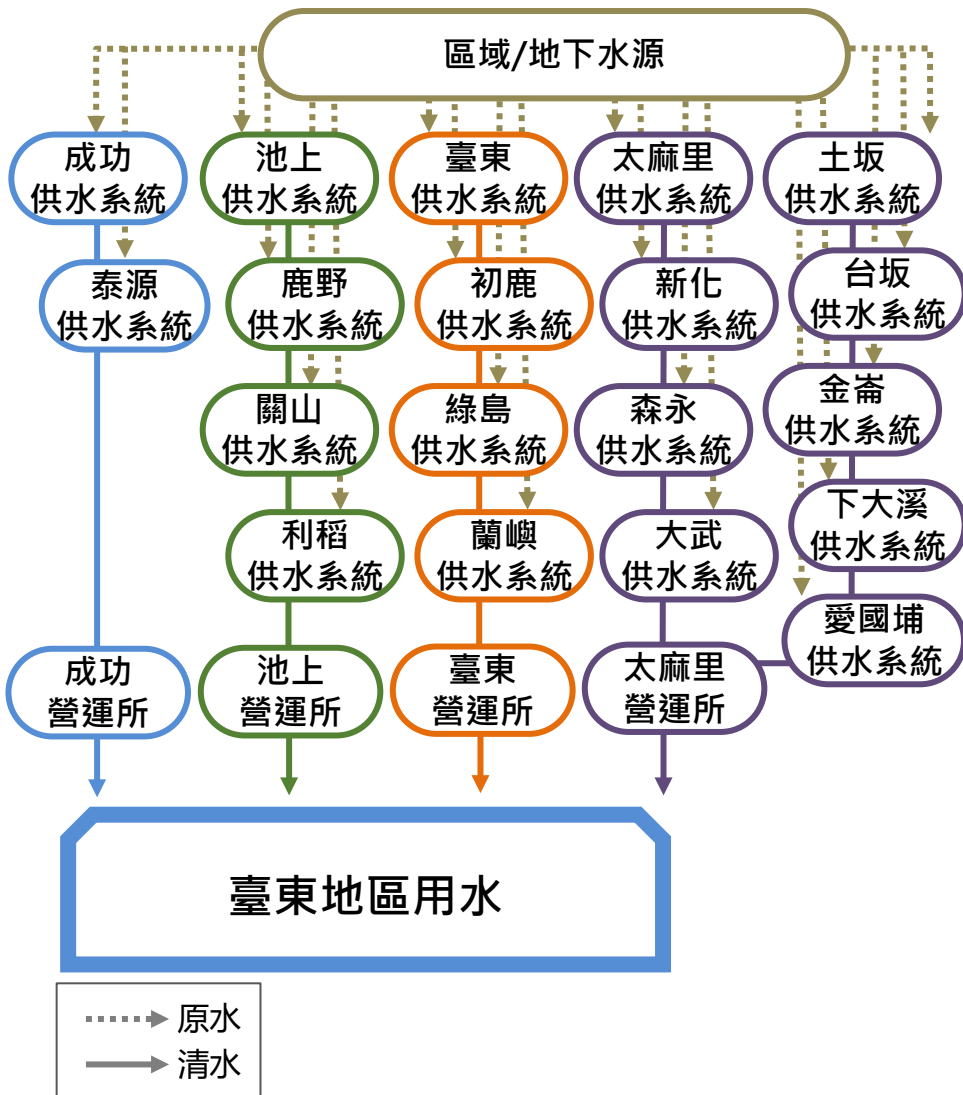 區域/地下水源
成功
供水系統
池上
供水系統
臺東
供水系統
太麻里
供水系統
土坂
供水系統
泰源
供水系統
鹿野
供水系統
初鹿
供水系統
新化
供水系統
台坂
供水系統
關山
供水系統
綠島
供水系統
森永
供水系統
金崙
供水系統
利稻
供水系統
蘭嶼
供水系統
大武
供水系統
下大溪
供水系統
愛國埔
供水系統
成功
營運所
池上
營運所
臺東
營運所
太麻里
營運所
臺東地區用水
原水
清水